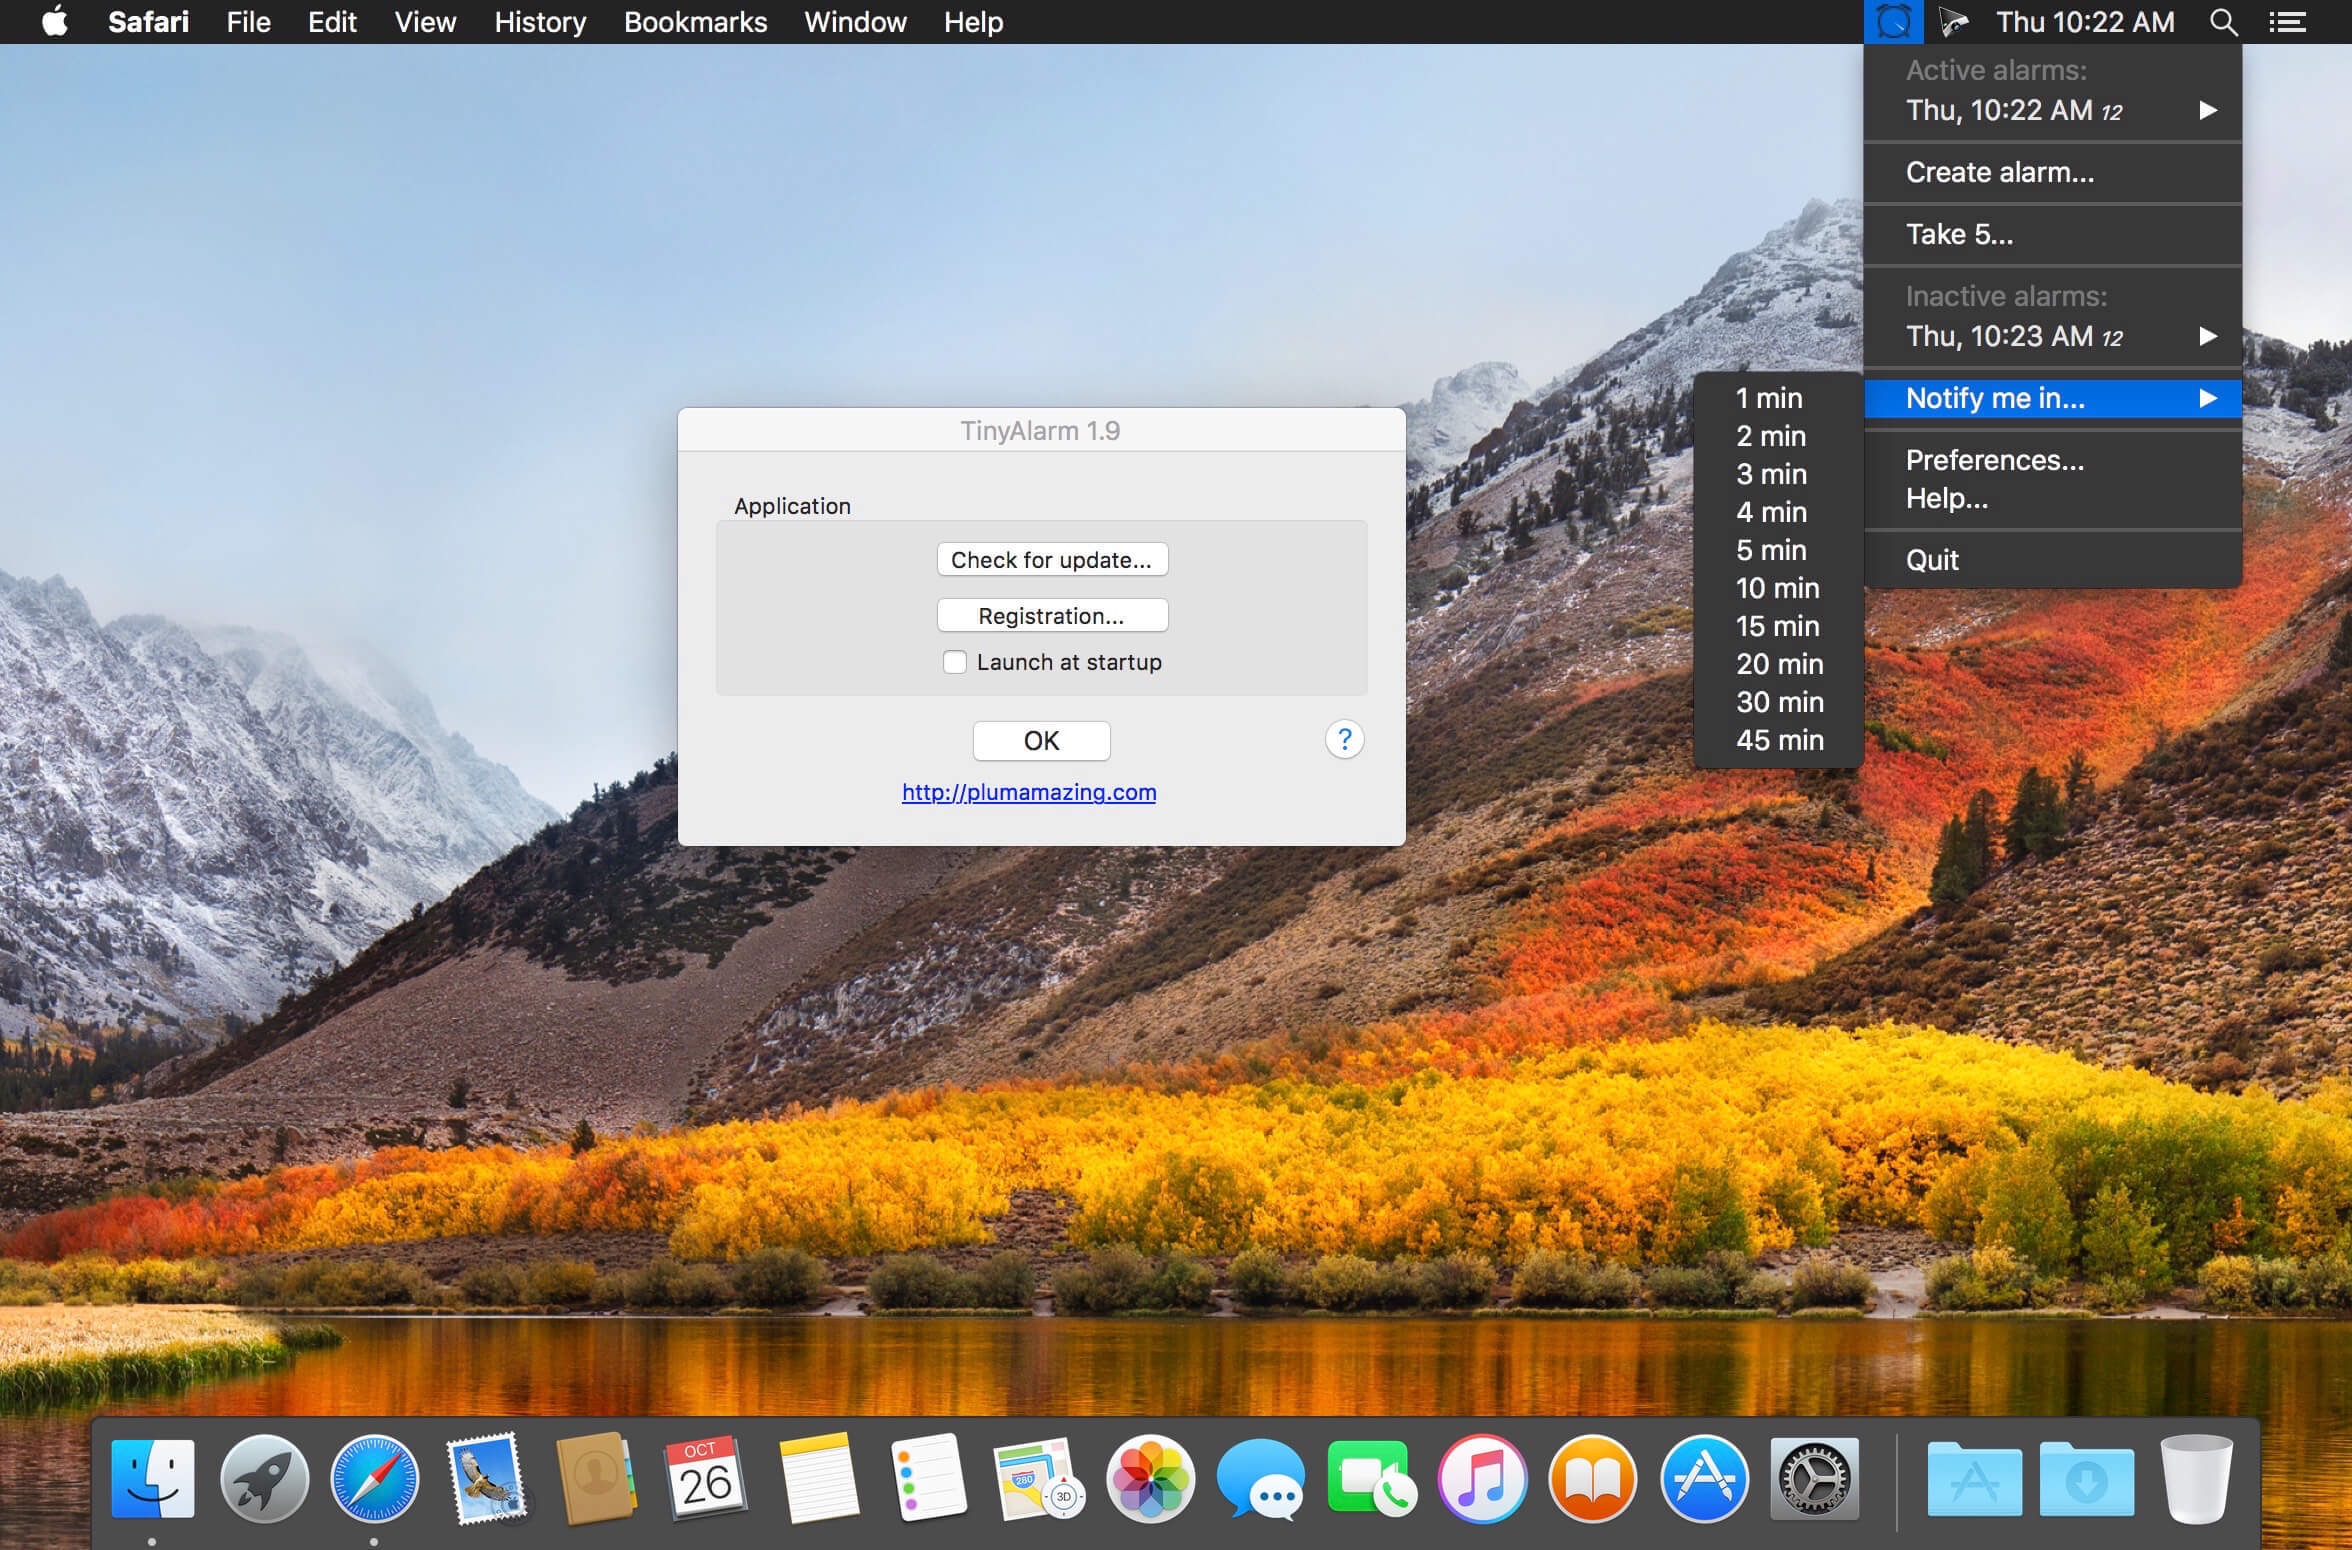 Safari File Edit View History Bookmarks Window Help Thu 10:22 AM
Active alarms:
Thu, 10:22 AM 12
Create alarm...
Take 5...
Inactive alarms:
Thu, 10:23 AM 12
Notify me in...
Preferences...
Help...
Quit
1 min
2 min
3 min
4 min
5 min
10 min
15 min
20 min
30 min
45 min
TinyAlarm 1.9
Application
Check for update...
Registration...
Launch at startup
OK
?
http://plumamazing.com
OCT
26
280
3D